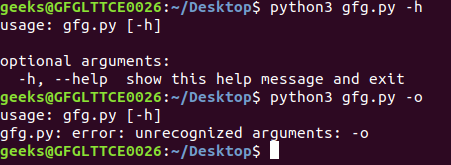 geeks@GFGLTTCE0026:~/Desktop$ python3 gfg.py -h
usage: gfg.py [-h]

optional arguments:
  -h, --help  show this help message and exit
geeks@GFGLTTCE0026:~/Desktop$ python3 gfg.py -o
usage: gfg.py [-h]
gfg.py: error: unrecognized arguments: -o
geeks@GFGLTTCE0026:~/Desktop$